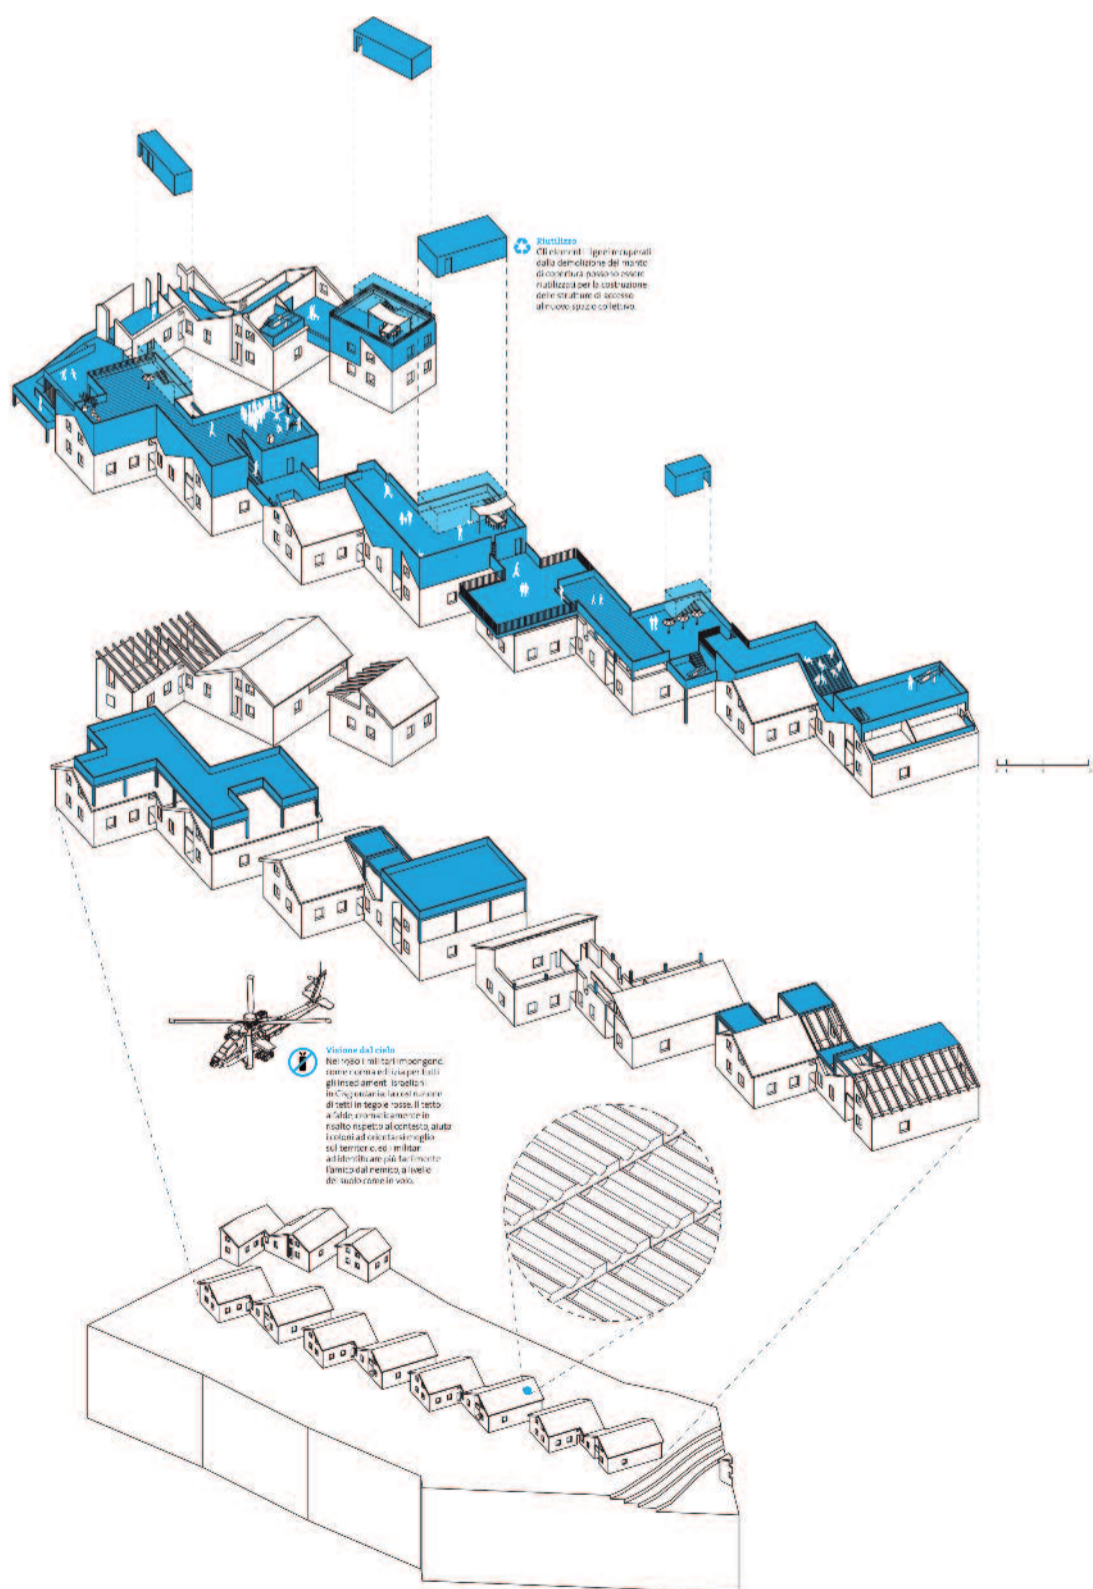 Riutilizzo
Gli elementi lignei recuperati
dalla demolizione del manto
di copertura possono essere
riutilizzati per la costruzione
delle strutture di accesso
al nuovo spazio collettivo.
Visione dal cielo
Nel 1980 i militari impongono,
come norma edilizia per tutti
gli insediamenti israeliani
in Cisgiordania, la costruzione
di tetti in tegole rosse. Il tetto
a falde, cromaticamente in
risalto rispetto al contesto, aiuta
i coloni ad orientarsi meglio
sul territorio, ed i militari
ad identificare più facilmente
l'amico dal nemico, a livello
del suolo come in volo.